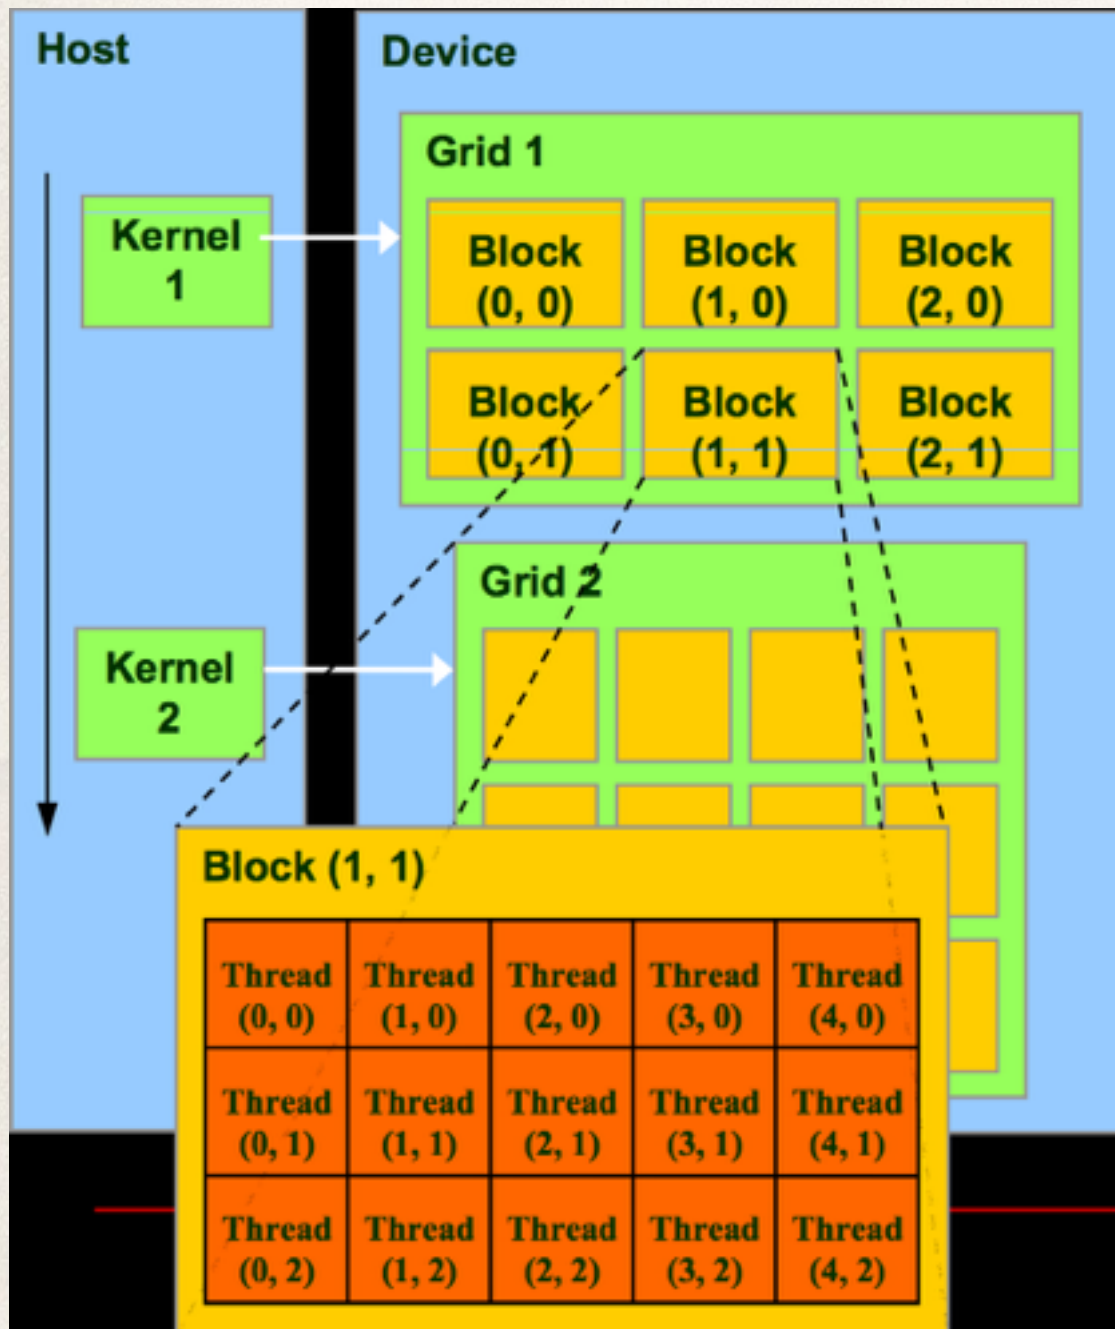 Host
Device
Grid 1
Kernel
1
Block
(0, 0)
Block
(1, 0)
Block
(2, 0)
Block
(0, 1)
Block
(1, 1)
Block
(2, 1)
Grid 2
Kernel
2
Block (1, 1)
Thread
(0, 0)
Thread
(1, 0)
Thread
(2, 0)
Thread
(3, 0)
Thread
(4, 0)
Thread
(0, 1)
Thread
(1, 1)
Thread
(2, 1)
Thread
(3, 1)
Thread
(4, 1)
Thread
(0, 2)
Thread
(1, 2)
Thread
(2, 2)
Thread
(3, 2)
Thread
(4, 2)